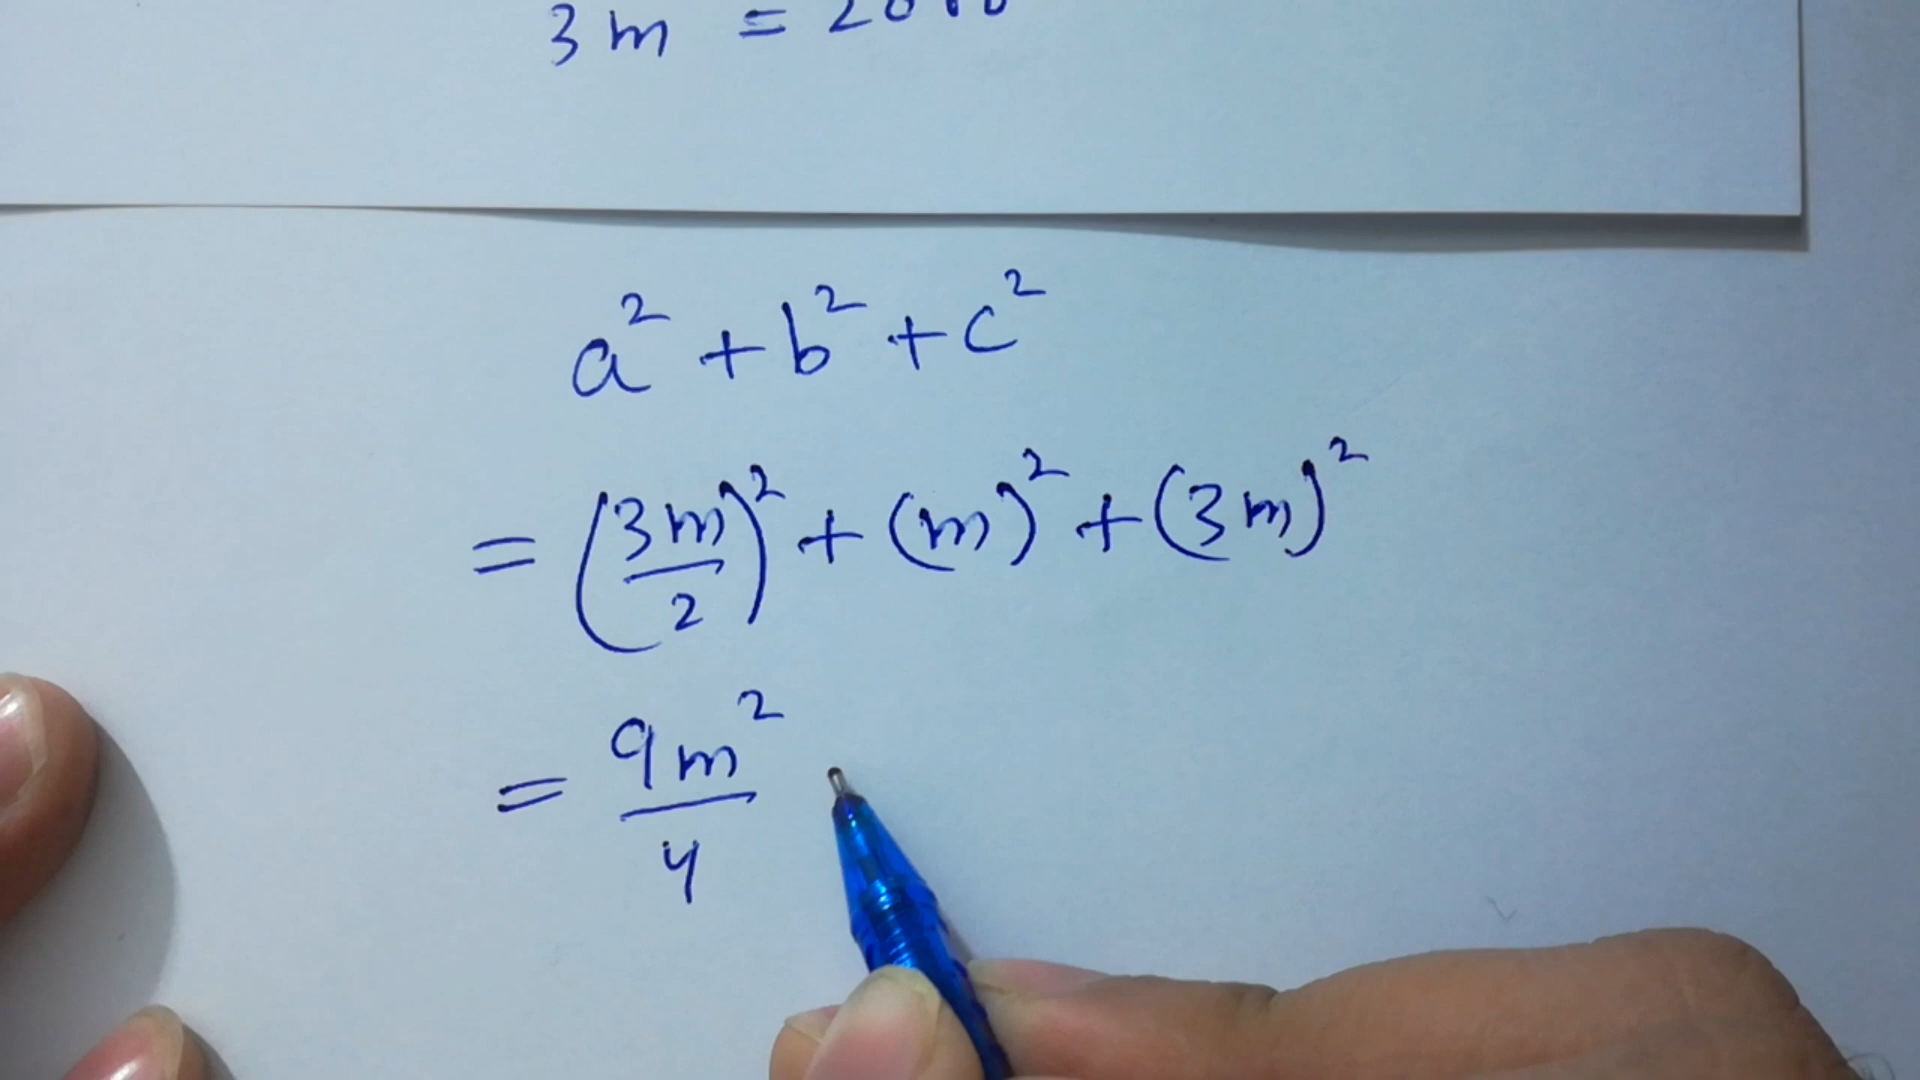 3m =
a² + b² + c²
= (3m/2)² + (m)² + (3m)²
= 9m²/4